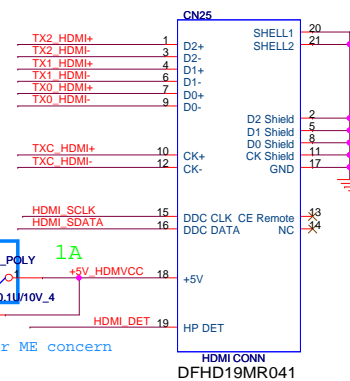 CN25
TX2_HDMI+ 1 D2+ SHELL1 20
TX2_HDMI- 3 D2- SHELL2 21
TX1_HDMI+ 4 D1+
TX1_HDMI- 6 D1-
TX0_HDMI+ 7 D0+
TX0_HDMI- 9 D0-
D2 Shield 2
D1 Shield 5
D0 Shield 8
TXC_HDMI+ 10 CK+ CK Shield 11
TXC_HDMI- 12 CK- GND 17
HDMI_SCLK 15 DDC CLK CE Remote 13
HDMI_SDATA 16 DDC DATA NC 14
1A
_POLY
1 +5V_HDMVCC 18 +5V
0.1U/10V_4
HDMI_DET 19 HP DET
r ME concern
HDMI CONN
DFHD19MR041